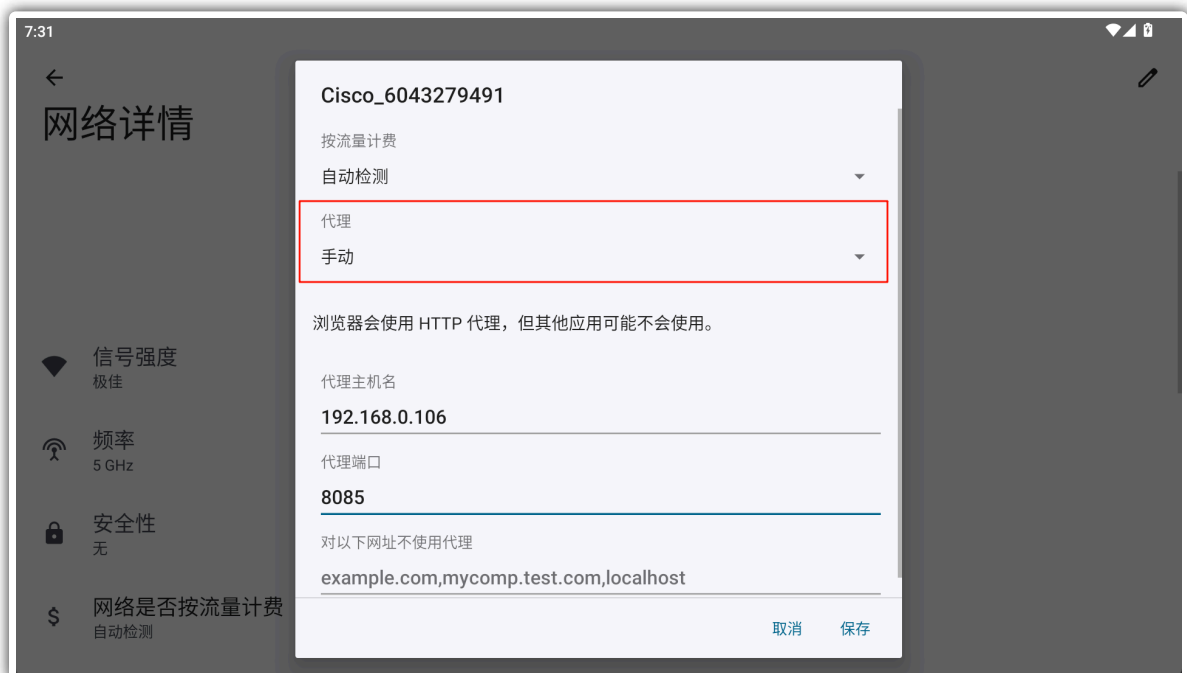 7:31
网络详情
Cisco_6043279491
按流量计费
自动检测
代理
手动
浏览器会使用 HTTP 代理，但其他应用可能不会使用。
代理主机名
192.168.0.106
代理端口
8085
对以下网址不使用代理
example.com,mycomp.test.com,localhost
取消
保存
信号强度
极佳
频率
5 GHz
安全性
无
网络是否按流量计费
自动检测